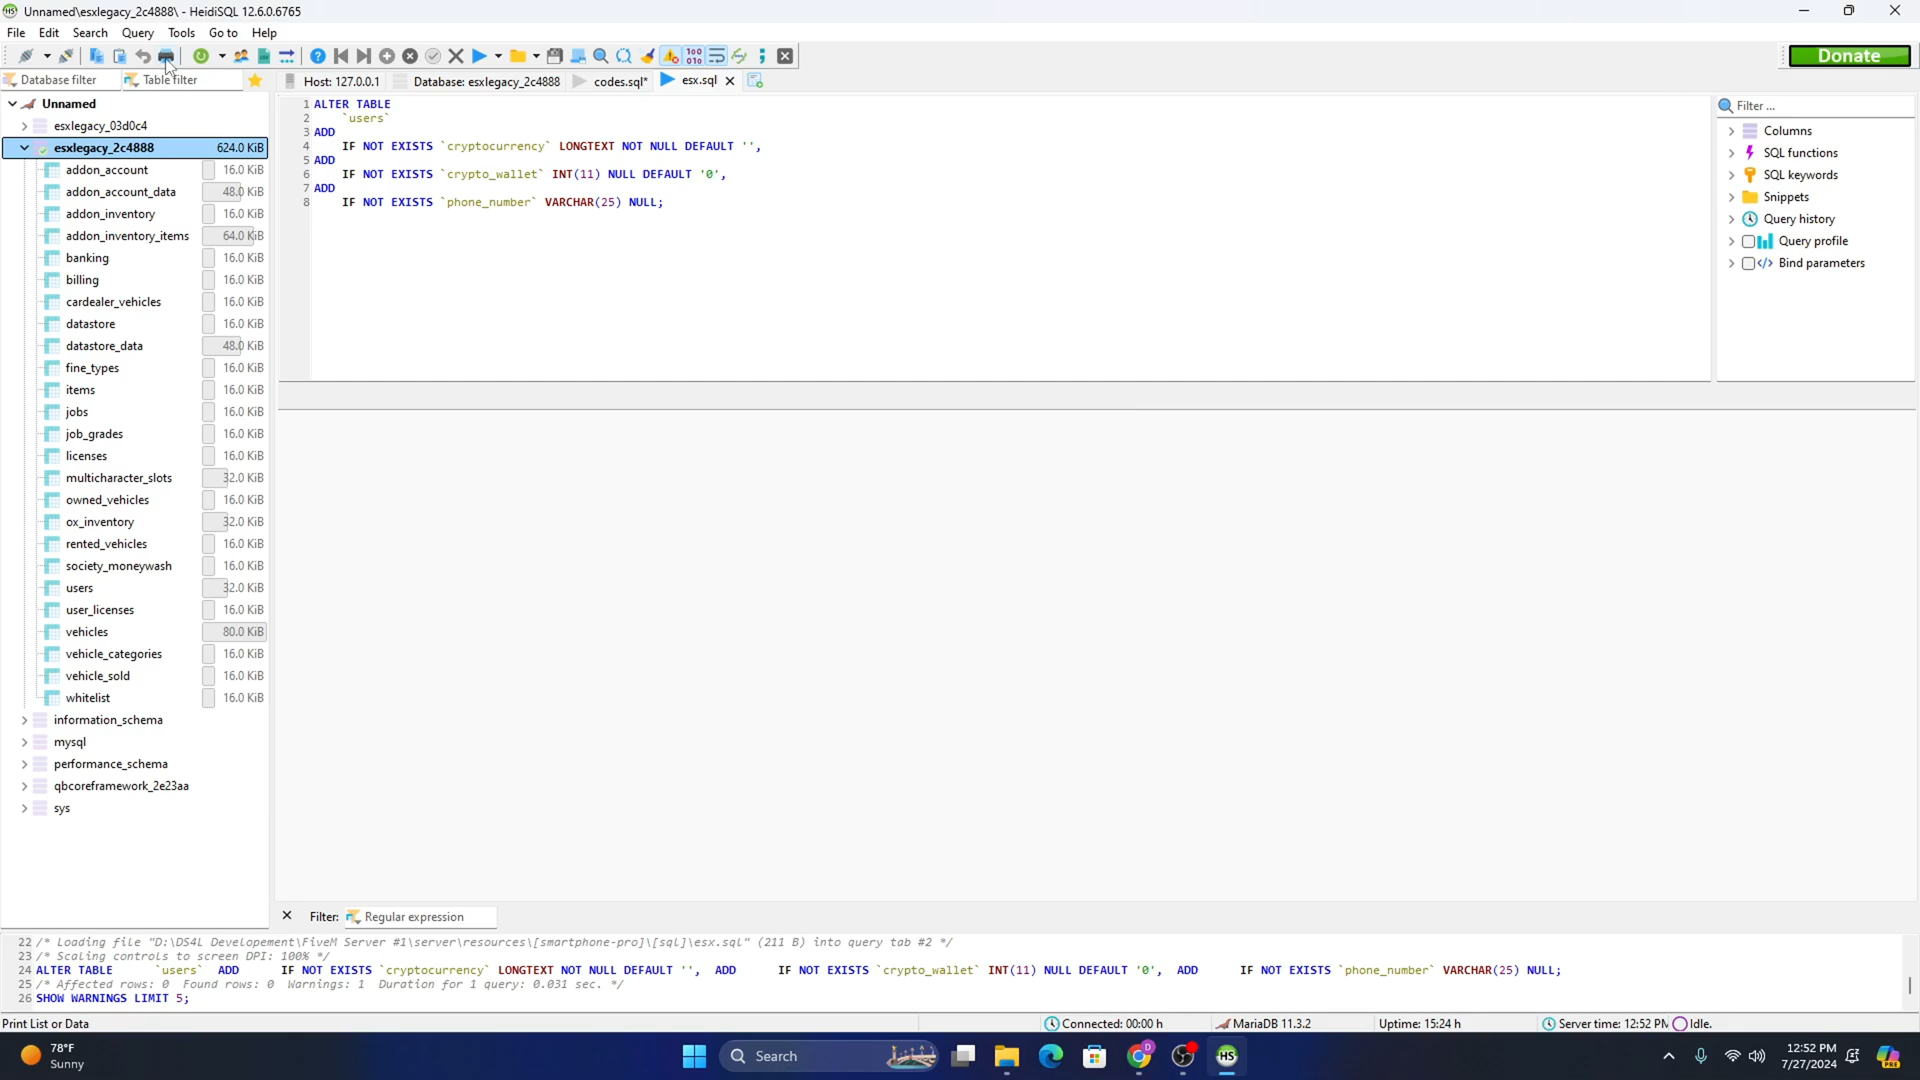 Unnamed\esxlegacy_2c4888\ - HeidiSQL 12.6.0.6765
File Edit Search Query Tools Go to Help
Donate
Database filter Table filter Host: 127.0.0.1 Database: esxlegacy_2c4888 codes.sql* esx.sql
Unnamed
esxlegacy_03d0c4
esxlegacy_2c4888 624.0 KiB
addon_account 16.0 KiB
addon_account_data 48.0 KiB
addon_inventory 16.0 KiB
addon_inventory_items 64.0 KiB
banking 16.0 KiB
billing 16.0 KiB
cardealer_vehicles 16.0 KiB
datastore 16.0 KiB
datastore_data 48.0 KiB
fine_types 16.0 KiB
items 16.0 KiB
jobs 16.0 KiB
job_grades 16.0 KiB
licenses 16.0 KiB
multicharacter_slots 32.0 KiB
owned_vehicles 16.0 KiB
ox_inventory 32.0 KiB
rented_vehicles 16.0 KiB
society_moneywash 16.0 KiB
users 32.0 KiB
user_licenses 16.0 KiB
vehicles 80.0 KiB
vehicle_categories 16.0 KiB
vehicle_sold 16.0 KiB
whitelist 16.0 KiB
information_schema
mysql
performance_schema
qbcoreframework_2e23aa
sys
1 ALTER TABLE
2 `users`
3 ADD
4 IF NOT EXISTS `cryptocurrency` LONGTEXT NOT NULL DEFAULT '',
5 ADD
6 IF NOT EXISTS `crypto_wallet` INT(11) NULL DEFAULT '0',
7 ADD
8 IF NOT EXISTS `phone_number` VARCHAR(25) NULL;
Filter ...
Columns
SQL functions
SQL keywords
Snippets
Query history
Query profile
Bind parameters
Filter: Regular expression
22 /* Loading file "D:\DS4L Developement\FiveM Server #1\server\resources\[smartphone-pro]\[sql]\esx.sql" (211 B) into query tab #2 */
23 /* Scaling controls to screen DPI: 100% */
24 ALTER TABLE `users` ADD IF NOT EXISTS `cryptocurrency` LONGTEXT NOT NULL DEFAULT '', ADD IF NOT EXISTS `crypto_wallet` INT(11) NULL DEFAULT '0', ADD IF NOT EXISTS `phone_number` VARCHAR(25) NULL;
25 /* Affected rows: 0 Found rows: 0 Warnings: 1 Duration for 1 query: 0.031 sec. */
26 SHOW WARNINGS LIMIT 5;
Print List or Data Connected: 00:00 h MariaDB 11.3.2 Uptime: 15:24 h Server time: 12:52 PM Idle.
78°F
Sunny
Search
12:52 PM
7/27/2024